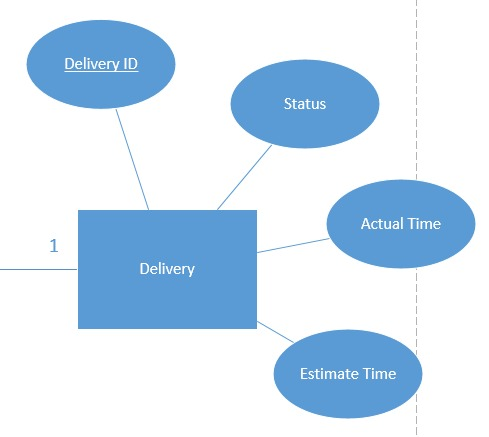 Delivery ID
Status
Actual Time
1
Delivery
Estimate Time